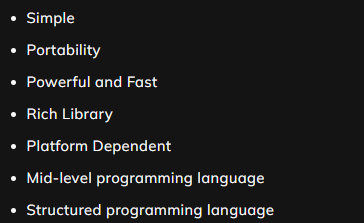 • Simple
• Portability
• Powerful and Fast
• Rich Library
• Platform Dependent
• Mid-level programming language
• Structured programming language